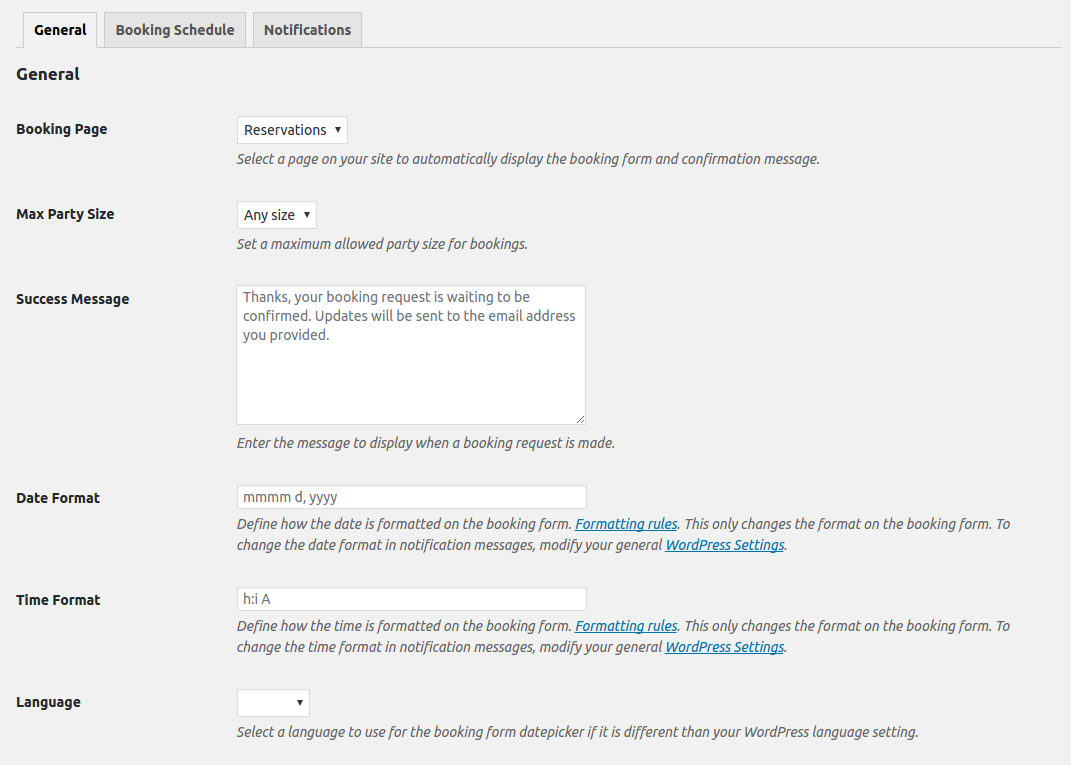 General
Booking Schedule
Notifications
General
Booking Page
Reservations
Select a page on your site to automatically display the booking form and confirmation message.
Max Party Size
Any size
Set a maximum allowed party size for bookings.
Success Message
Thanks, your booking request is waiting to be
confirmed. Updates will be sent to the email address
you provided.
Enter the message to display when a booking request is made.
Date Format
mmmm d, yyyy
Define how the date is formatted on the booking form. Formatting rules. This only changes the format on the booking form. To
change the date format in notification messages, modify your general WordPress Settings.
Time Format
h:i A
Define how the time is formatted on the booking form. Formatting rules. This only changes the format on the booking form. To
change the time format in notification messages, modify your general WordPress Settings.
Language
Select a language to use for the booking form datepicker if it is different than your WordPress language setting.